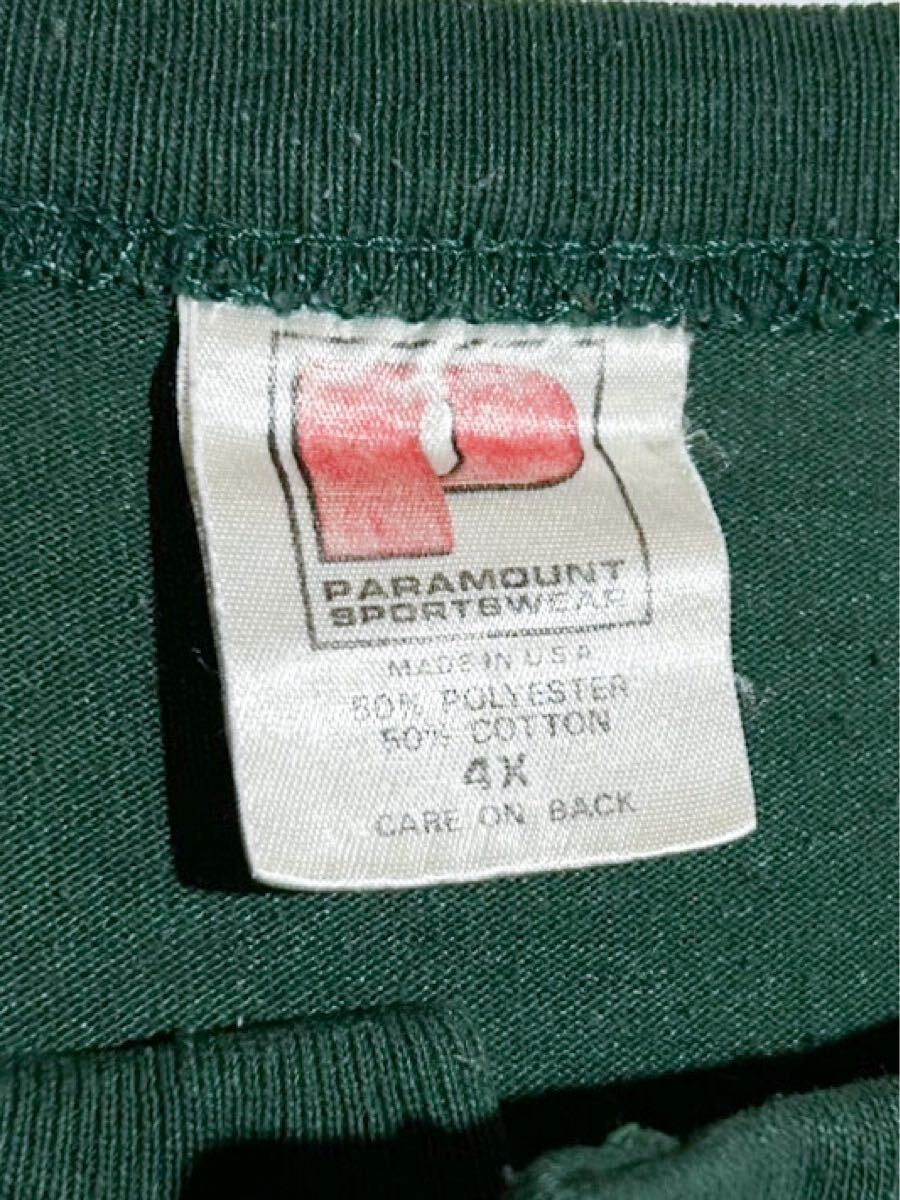 P
PARAMOUNT
SPORTSWEAR
MADE IN U.S.A.
50% POLYESTER
50% COTTON
4X
CARE ON BACK